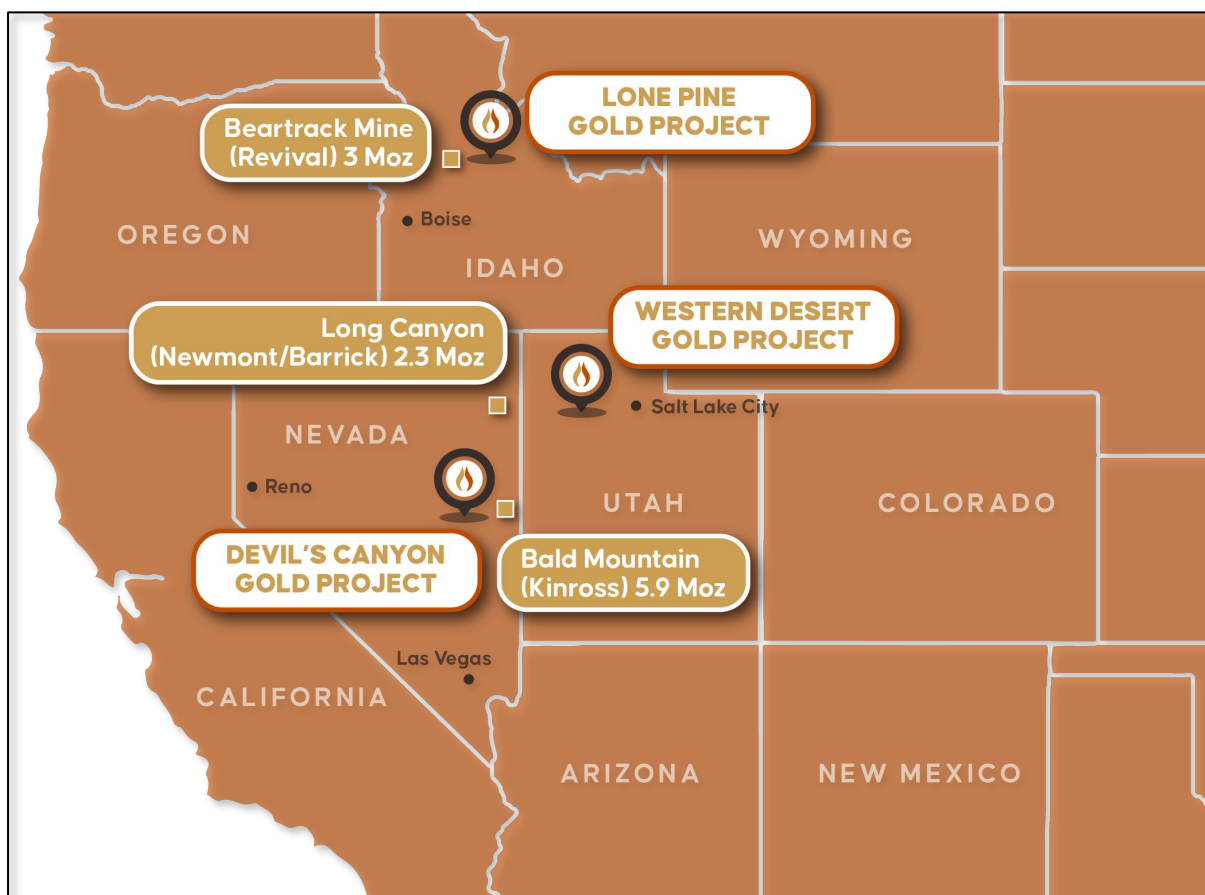 LONE PINE
GOLD PROJECT
Beartrack Mine
(Revival) 3 Moz
Boise
OREGON
WYOMING
IDAHO
WESTERN DESERT
GOLD PROJECT
Long Canyon
(Newmont/Barrick) 2.3 Moz
Salt Lake City
NEVADA
Reno
UTAH
COLORADO
DEVIL'S CANYON
GOLD PROJECT
Bald Mountain
(Kinross) 5.9 Moz
Las Vegas
CALIFORNIA
ARIZONA
NEW MEXICO